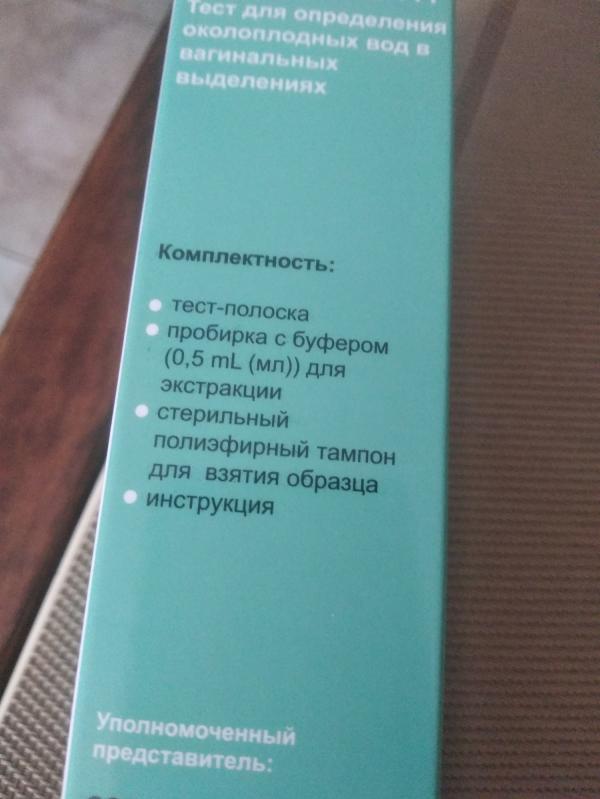 Тест для определения
околоплодных вод в
вагинальных
выделениях
Комплектность:
тест-полоска
пробирка с буфером
(0,5 mL (мл)) для
экстракции
стерильный
полиэфирный тампон
для взятия образца
инструкция
Уполномоченный
представитель: